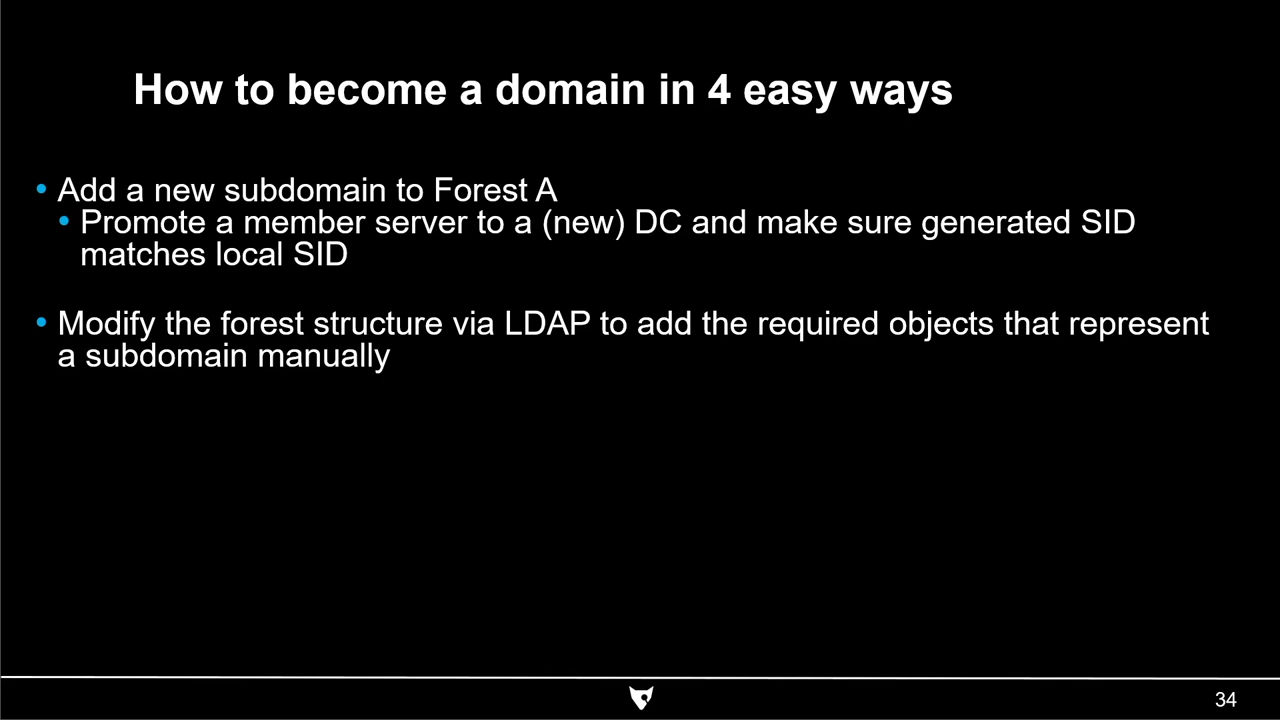 How to become a domain in 4 easy ways
• Add a new subdomain to Forest A
• Promote a member server to a (new) DC and make sure generated SID
matches local SID
• Modify the forest structure via LDAP to add the required objects that represent
a subdomain manually
34